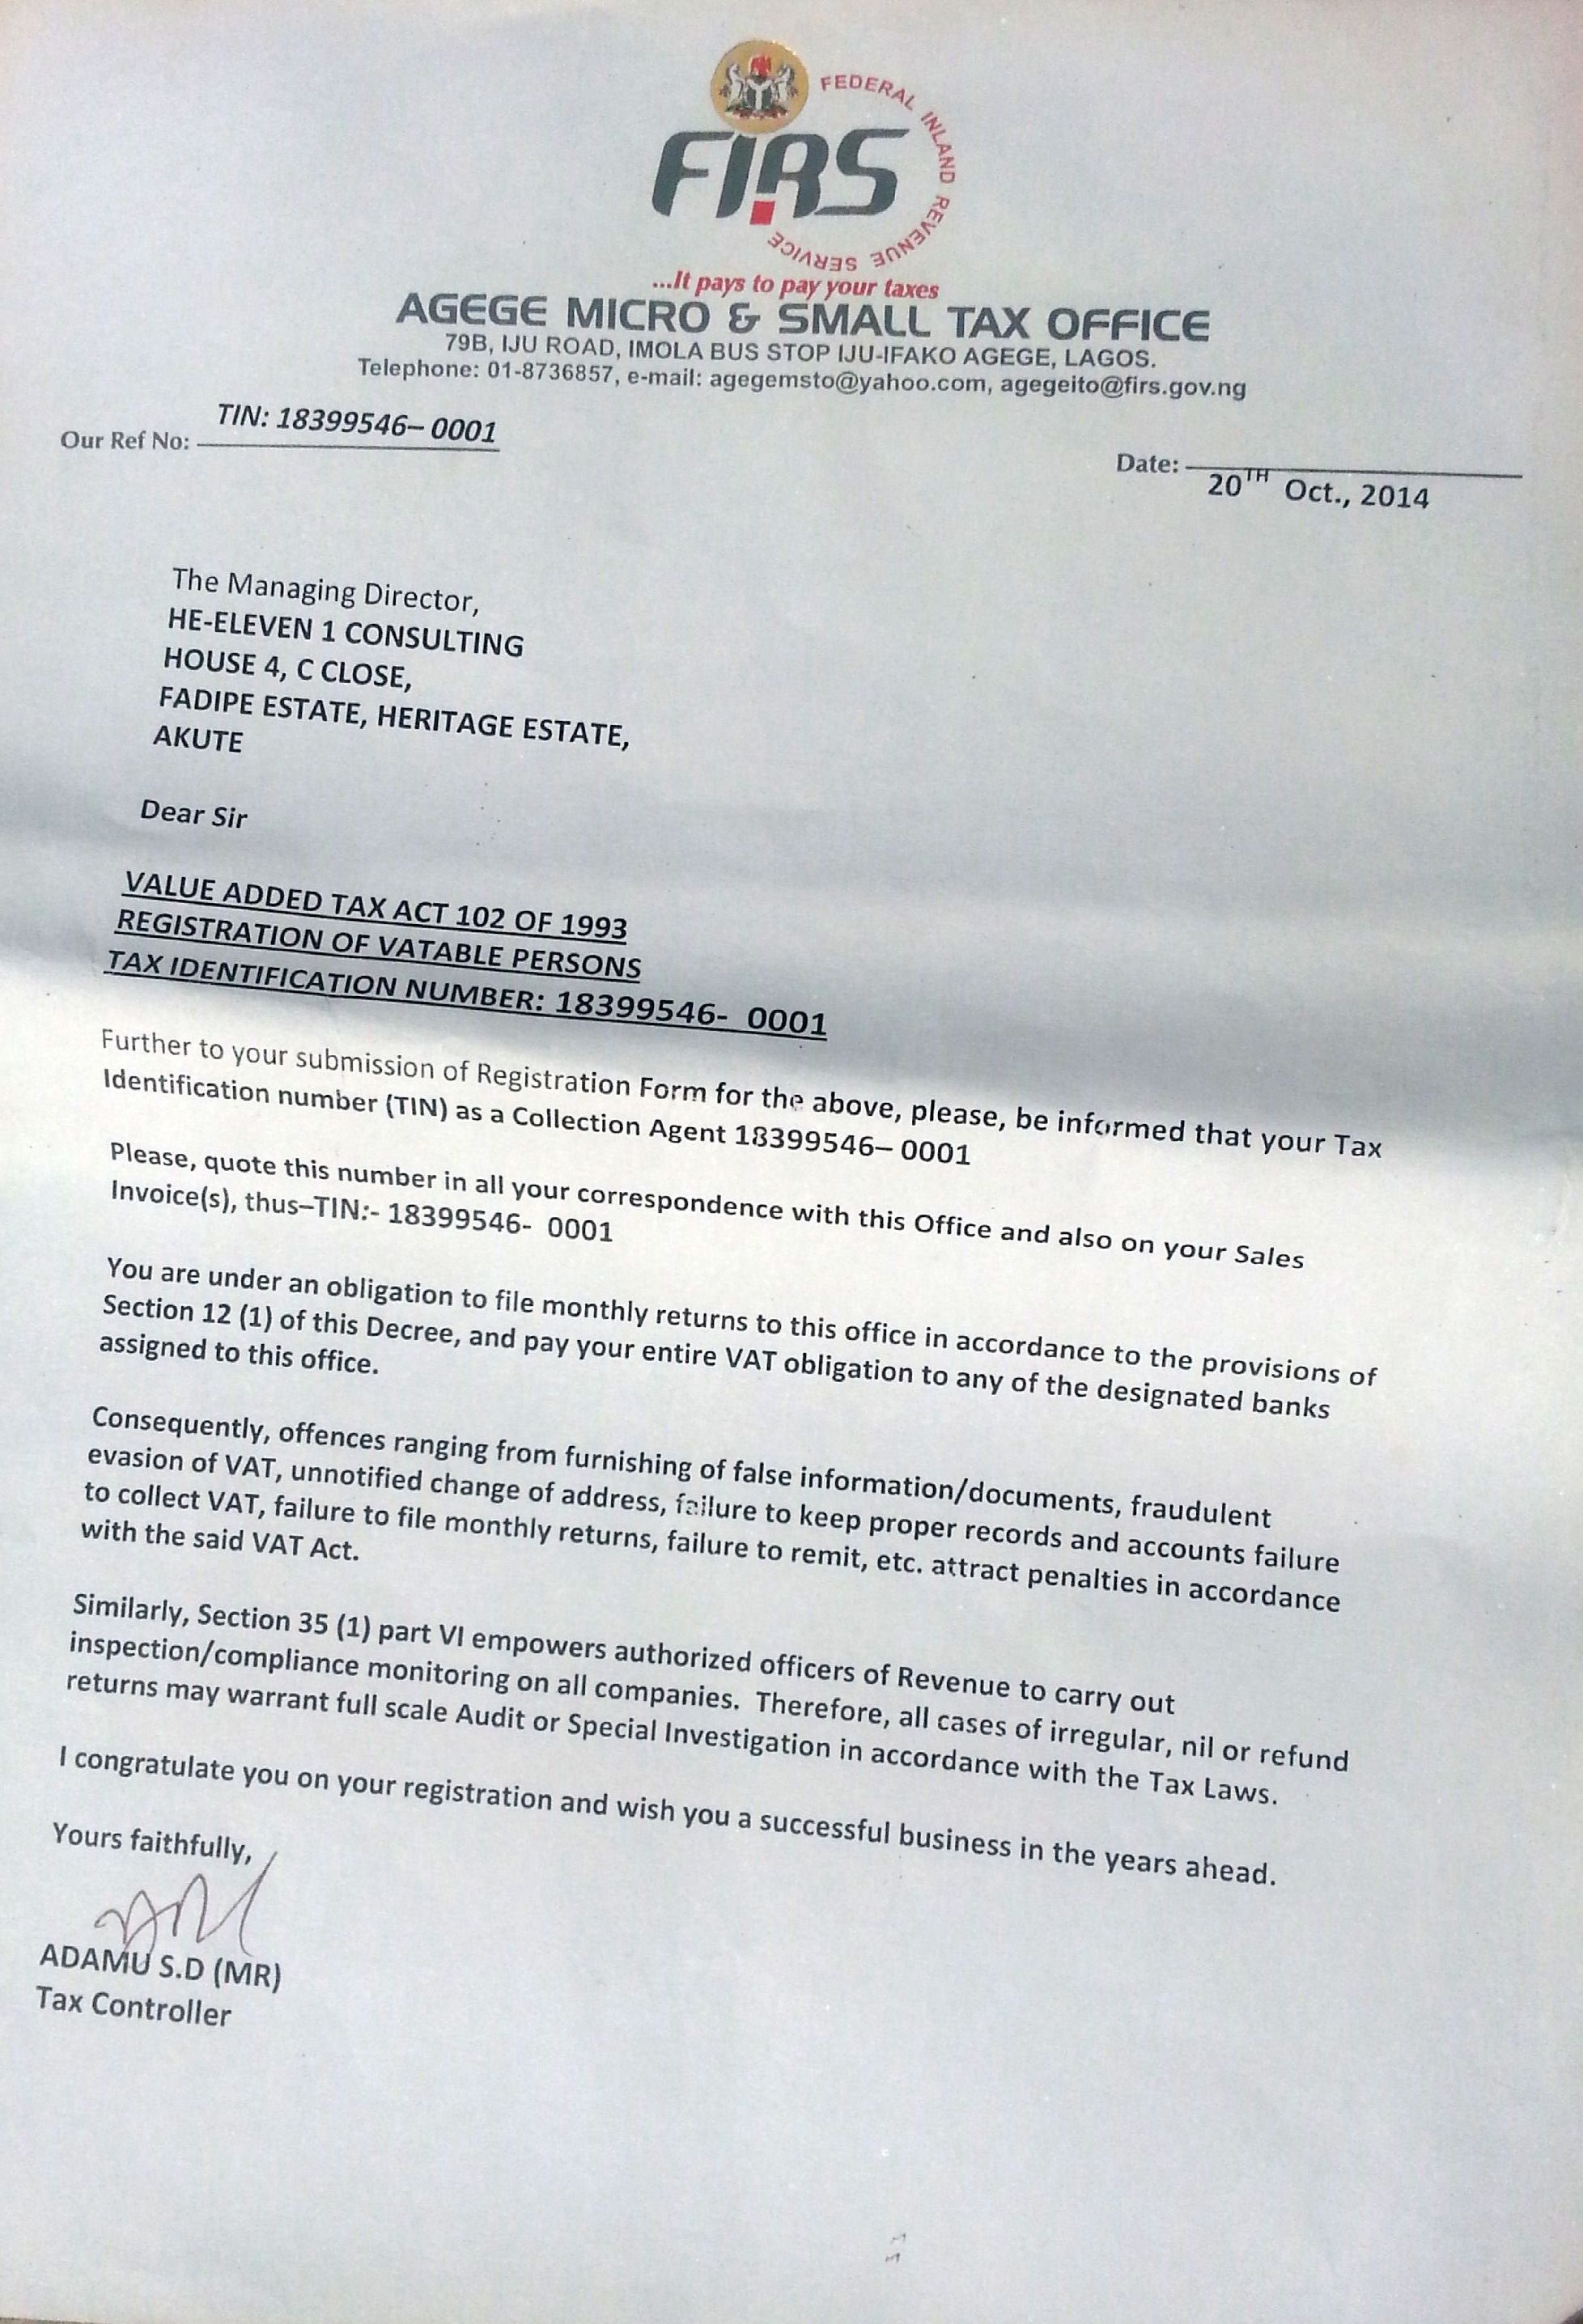 FEDERAL INLAND REVENUE SERVICE
FIRS
...It pays to pay your taxes
AGEGE MICRO & SMALL TAX OFFICE
79B, IJU ROAD, IMOLA BUS STOP IJU-IFAKO AGEGE, LAGOS.
Telephone: 01-8736857, e-mail: agegemsto@yahoo.com, agegeito@firs.gov.ng
Our Ref No: TIN: 18399546– 0001
Date: 20TH Oct., 2014
The Managing Director,
HE-ELEVEN 1 CONSULTING
HOUSE 4, C CLOSE,
FADIPE ESTATE, HERITAGE ESTATE,
AKUTE
Dear Sir
VALUE ADDED TAX ACT 102 OF 1993
REGISTRATION OF VATABLE PERSONS
TAX IDENTIFICATION NUMBER: 18399546- 0001
Further to your submission of Registration Form for the above, please, be informed that your Tax
Identification number (TIN) as a Collection Agent 18399546– 0001
Please, quote this number in all your correspondence with this Office and also on your Sales
Invoice(s), thus–TIN:- 18399546- 0001
You are under an obligation to file monthly returns to this office in accordance to the provisions of
Section 12 (1) of this Decree, and pay your entire VAT obligation to any of the designated banks
assigned to this office.
Consequently, offences ranging from furnishing of false information/documents, fraudulent
evasion of VAT, unnotified change of address, failure to keep proper records and accounts failure
to collect VAT, failure to file monthly returns, failure to remit, etc. attract penalties in accordance
with the said VAT Act.
Similarly, Section 35 (1) part VI empowers authorized officers of Revenue to carry out
inspection/compliance monitoring on all companies. Therefore, all cases of irregular, nil or refund
returns may warrant full scale Audit or Special Investigation in accordance with the Tax Laws.
I congratulate you on your registration and wish you a successful business in the years ahead.
Yours faithfully,
ADAMU S.D (MR)
Tax Controller